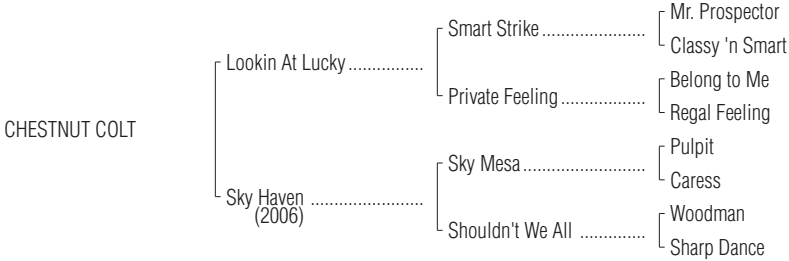 Mr. Prospector
Smart Strike ......................
Classy 'n Smart
Lookin At Lucky ................
Belong to Me
Private Feeling ..................
Regal Feeling
CHESTNUT COLT
Pulpit
Sky Mesa ..........................
Caress
Sky Haven ........................
(2006)
Woodman
Shouldn't We All ..............
Sharp Dance